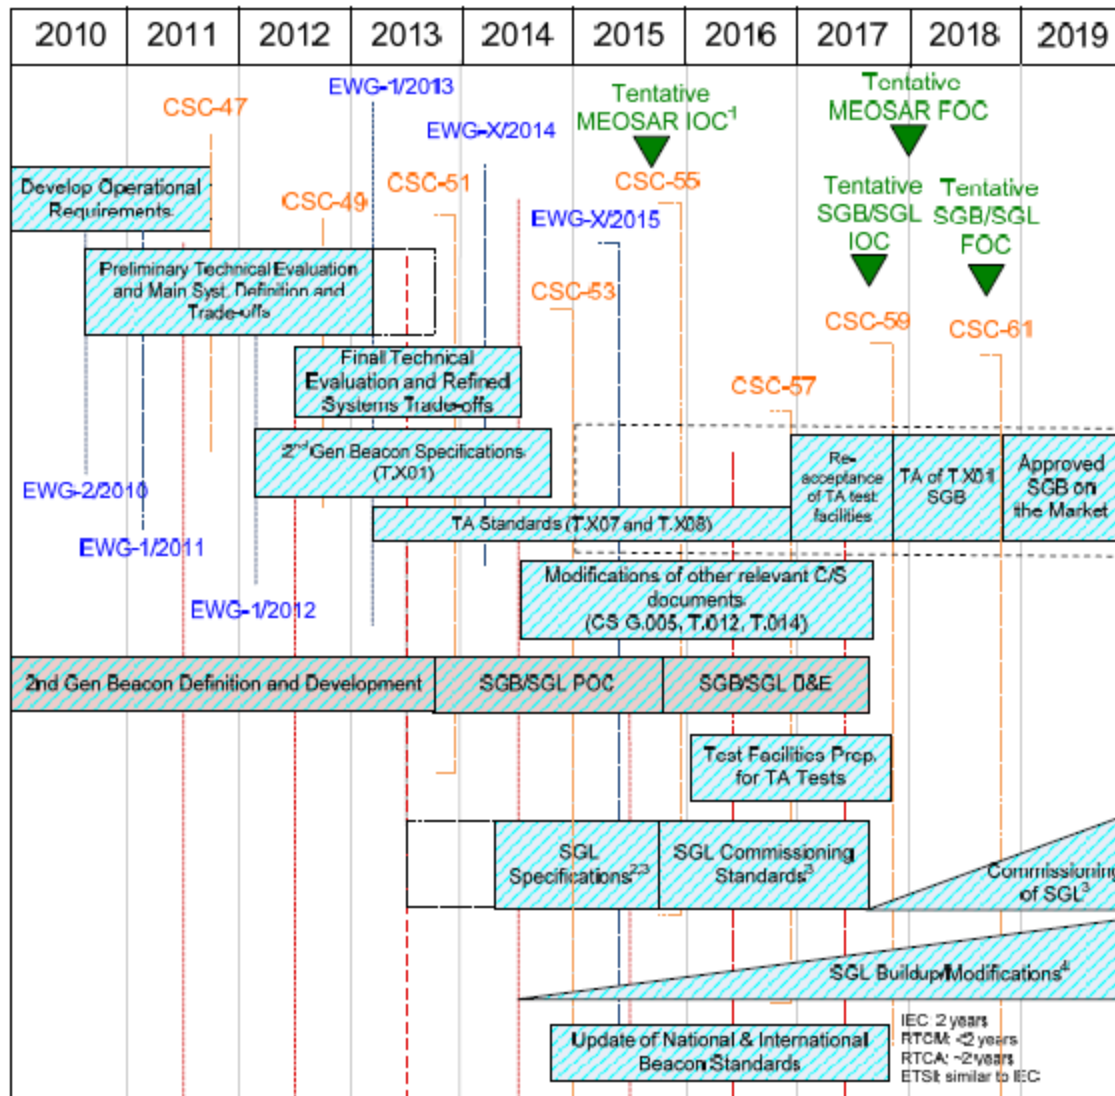 2010 2011 2012 2013 2014 2015 2016 2017 2018 2019
EWG-1/2013
Tentative
MEOSAR IOC¹
Tentative
MEOSAR FOC
CSC-47
EWG-X/2014
CSC-51
CSC-55
Develop Operational
Requirements
CSC-49
EWG-X/2015
Tentative
SGB/SGL
IOC
Tentative
SGB/SGL
FOC
Preliminary Technical Evaluation
and Main Syst. Definition and
Trade-offs
CSC-53
CSC-59
CSC-61
Final Technical
Evaluation and Refined
Systems Trade-offs
CSC-57
2nd Gen Beacon Specifications
(T.X01)
Re-
acceptance
of TA test
facilities
TA of T.X01
SGB
Approved
SGB on
the Market
EWG-2/2010
TA Standards (T.X07 and T.X08)
EWG-1/2011
Modifications of other relevant C/S
documents
(CS G.005, T.012, T.014)
EWG-1/2012
2nd Gen Beacon Definition and Development
SGB/SGL POC
SGB/SGL D&E
Test Facilities Prep.
for TA Tests
SGL
Specifications²,³
SGL Commissioning
Standards³
Commissioning
of SGL³
SGL Buildup/Modifications⁴
Update of National & International
Beacon Standards
IEC: 2 years
RTCM: <2 years
RTCA: ~2 years
ETSI: similar to IEC